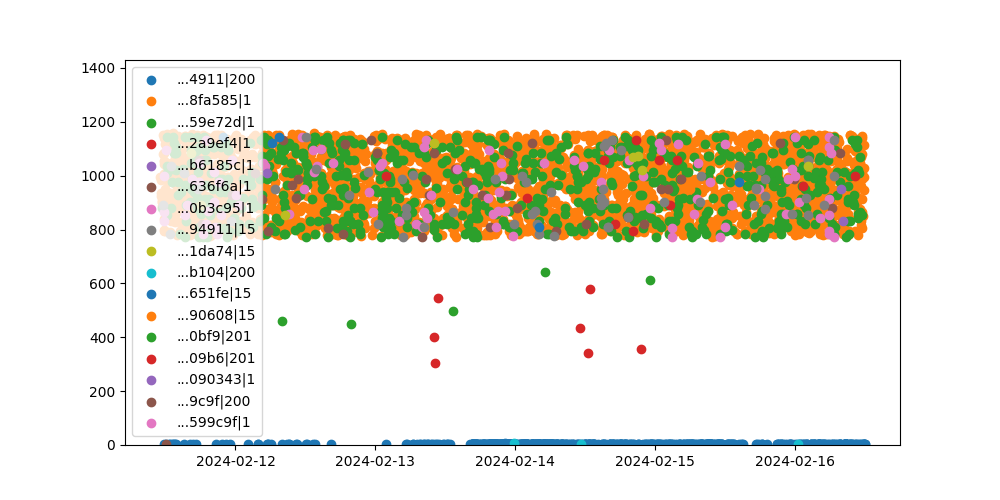 1400
1200
1000
800
600
400
200
0
...4911|200
...8fa585|1
...59e72d|1
...2a9ef4|1
...b6185c|1
...636f6a|1
...0b3c95|1
...94911|15
...1da74|15
...b104|200
...651fe|15
...90608|15
...0bf9|201
...09b6|201
...090343|1
...9c9f|200
...599c9f|1
2024-02-12 2024-02-13 2024-02-14 2024-02-15 2024-02-16